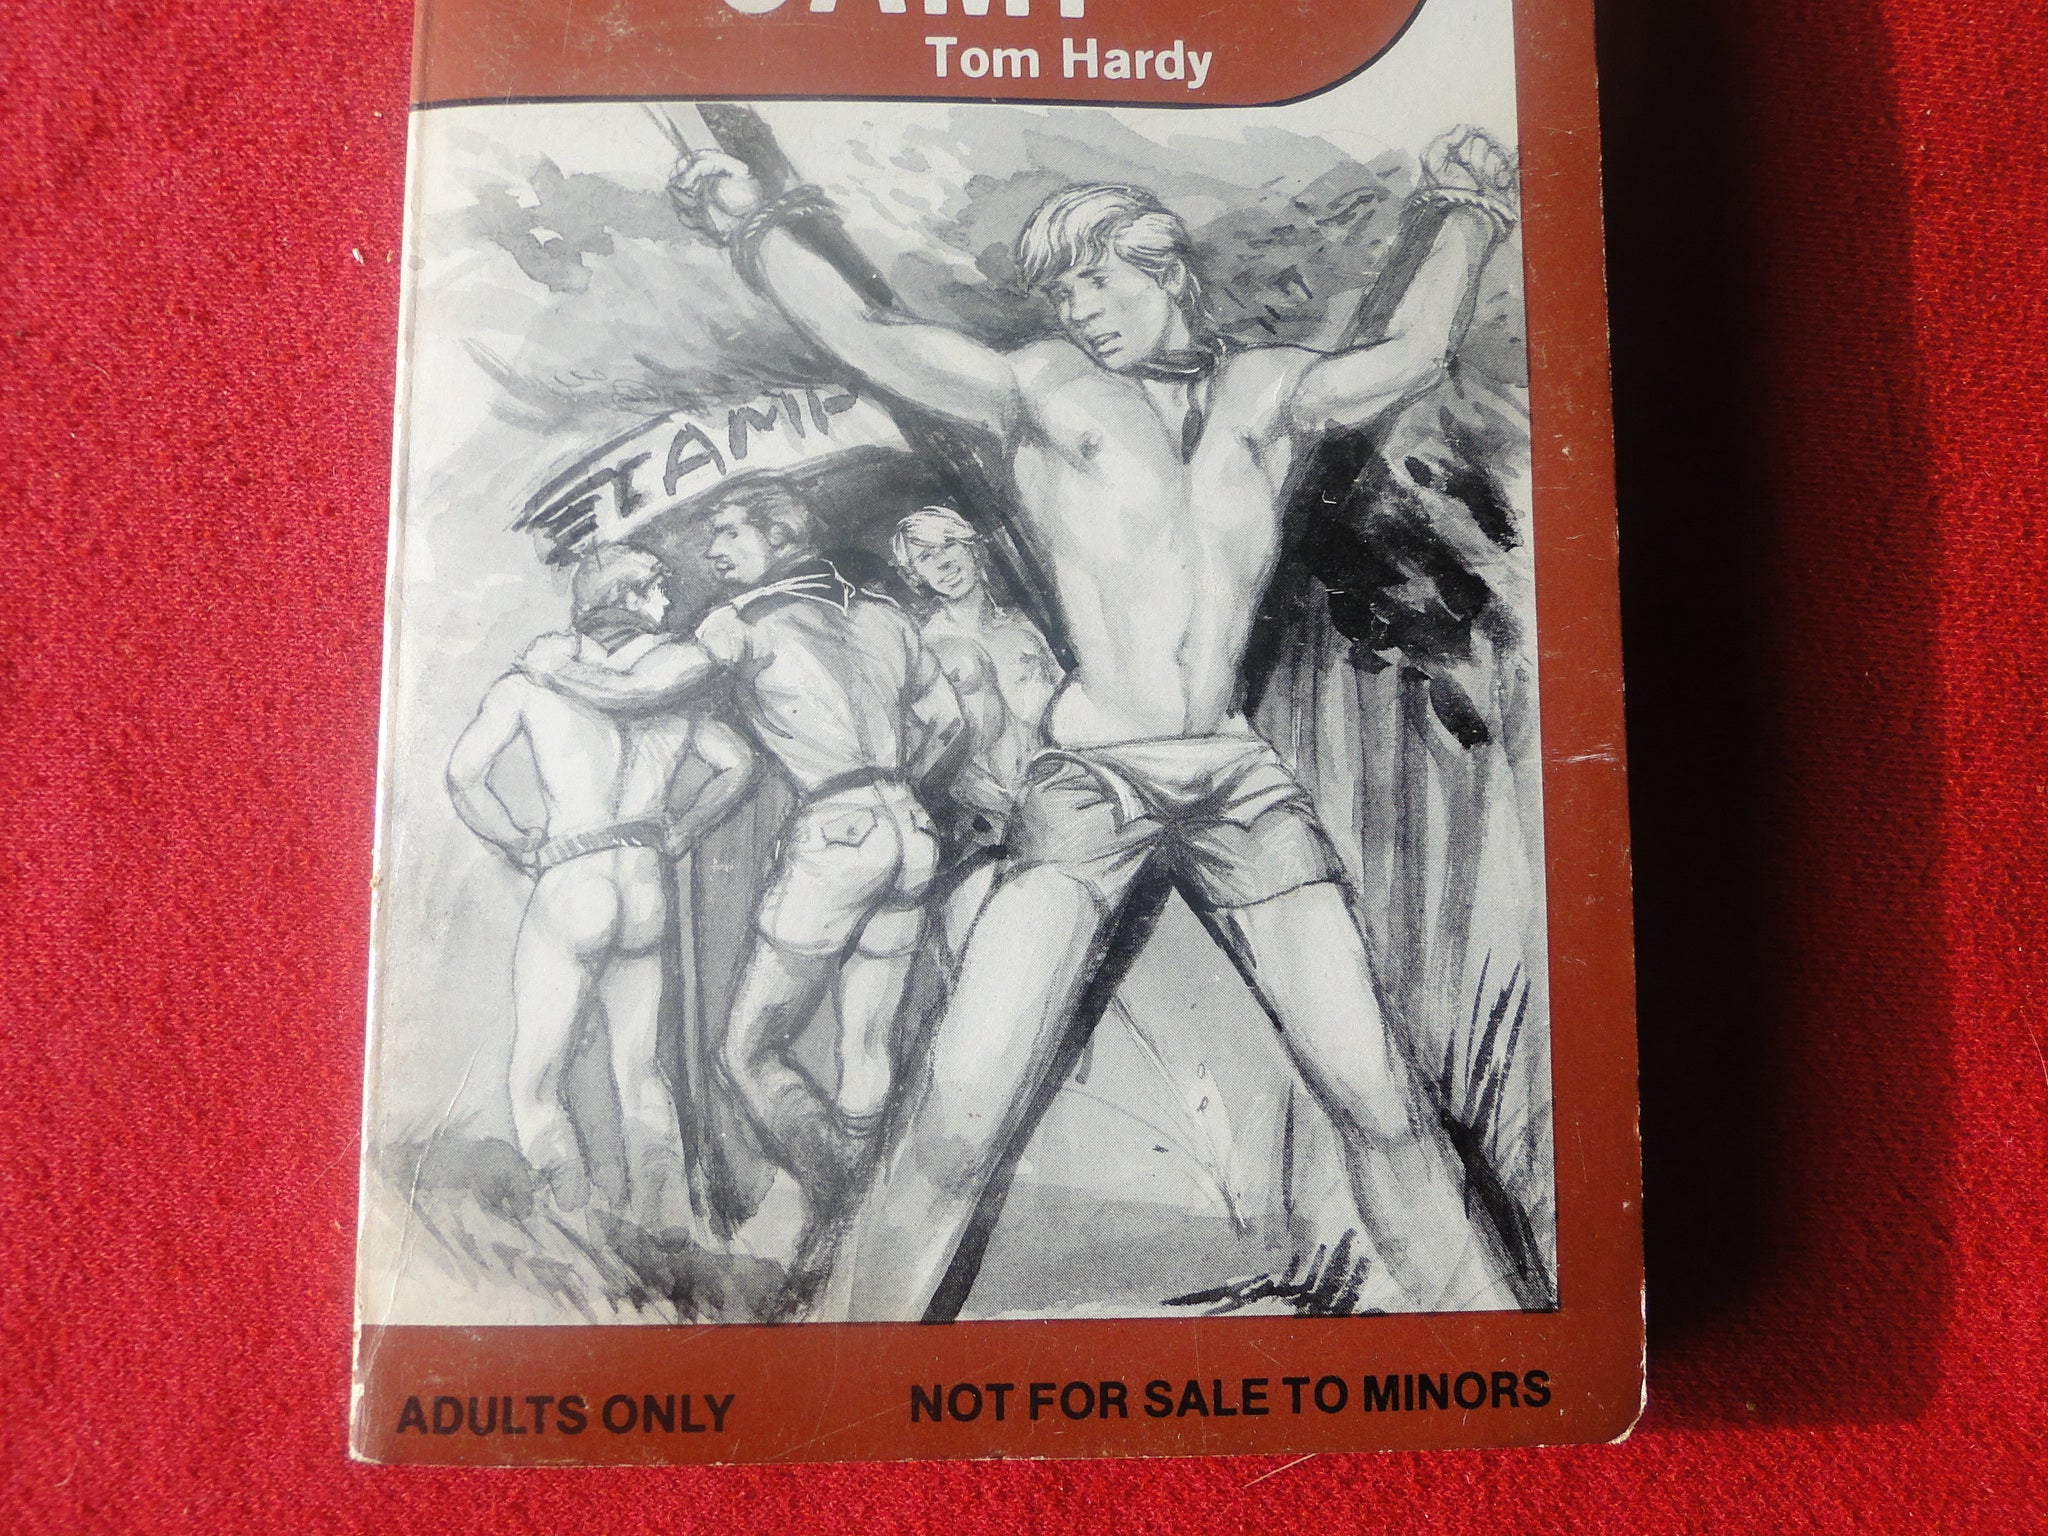 Tom Hardy
ADULTS ONLY
NOT FOR SALE TO MINORS